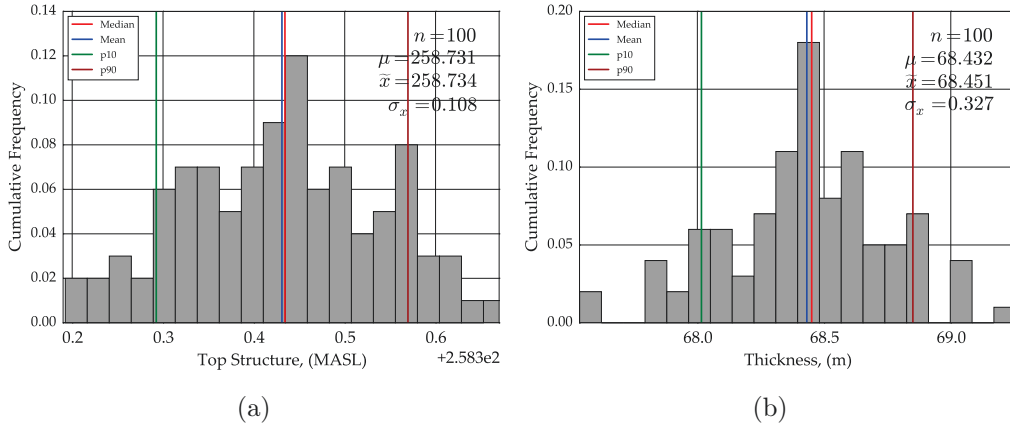 0.14
0.12
0.10
0.08
0.06
0.04
0.02
0.00
Cumulative Frequency
Median
Mean
p10
p90
n=100
μ=258.731
x̃=258.734
σₓ=0.108
0.2 0.3 0.4 0.5 0.6
Top Structure, (MASL)
+2.583e2
(a)
0.20
0.15
0.10
0.05
0.00
Cumulative Frequency
Median
Mean
p10
p90
n=100
μ=68.432
x̃=68.451
σₓ=0.327
68.0 68.5 69.0
Thickness, (m)
(b)